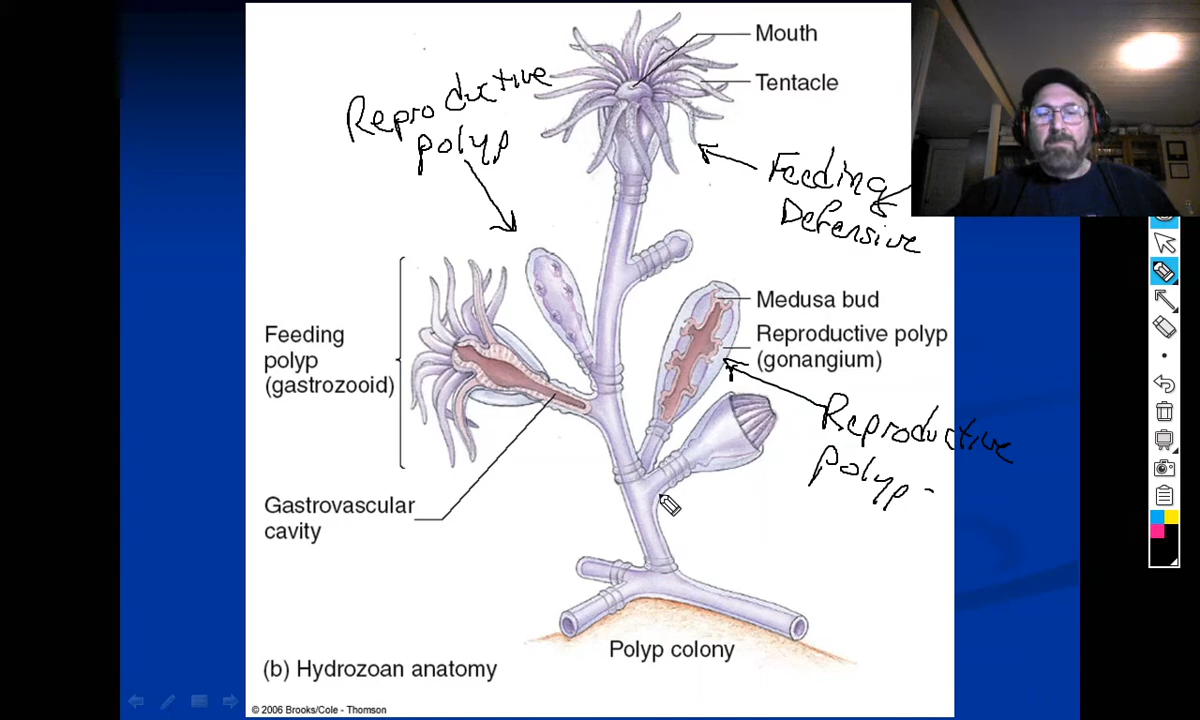 Mouth
Tentacle
Reproductive
polyp
Feeding
Defensive
Medusa bud
Reproductive polyp
(gonangium)
Feeding
polyp
(gastrozooid)
Reproductive
polyp
Gastrovascular
cavity
Polyp colony
(b) Hydrozoan anatomy
© 2006 Brooks/Cole - Thomson